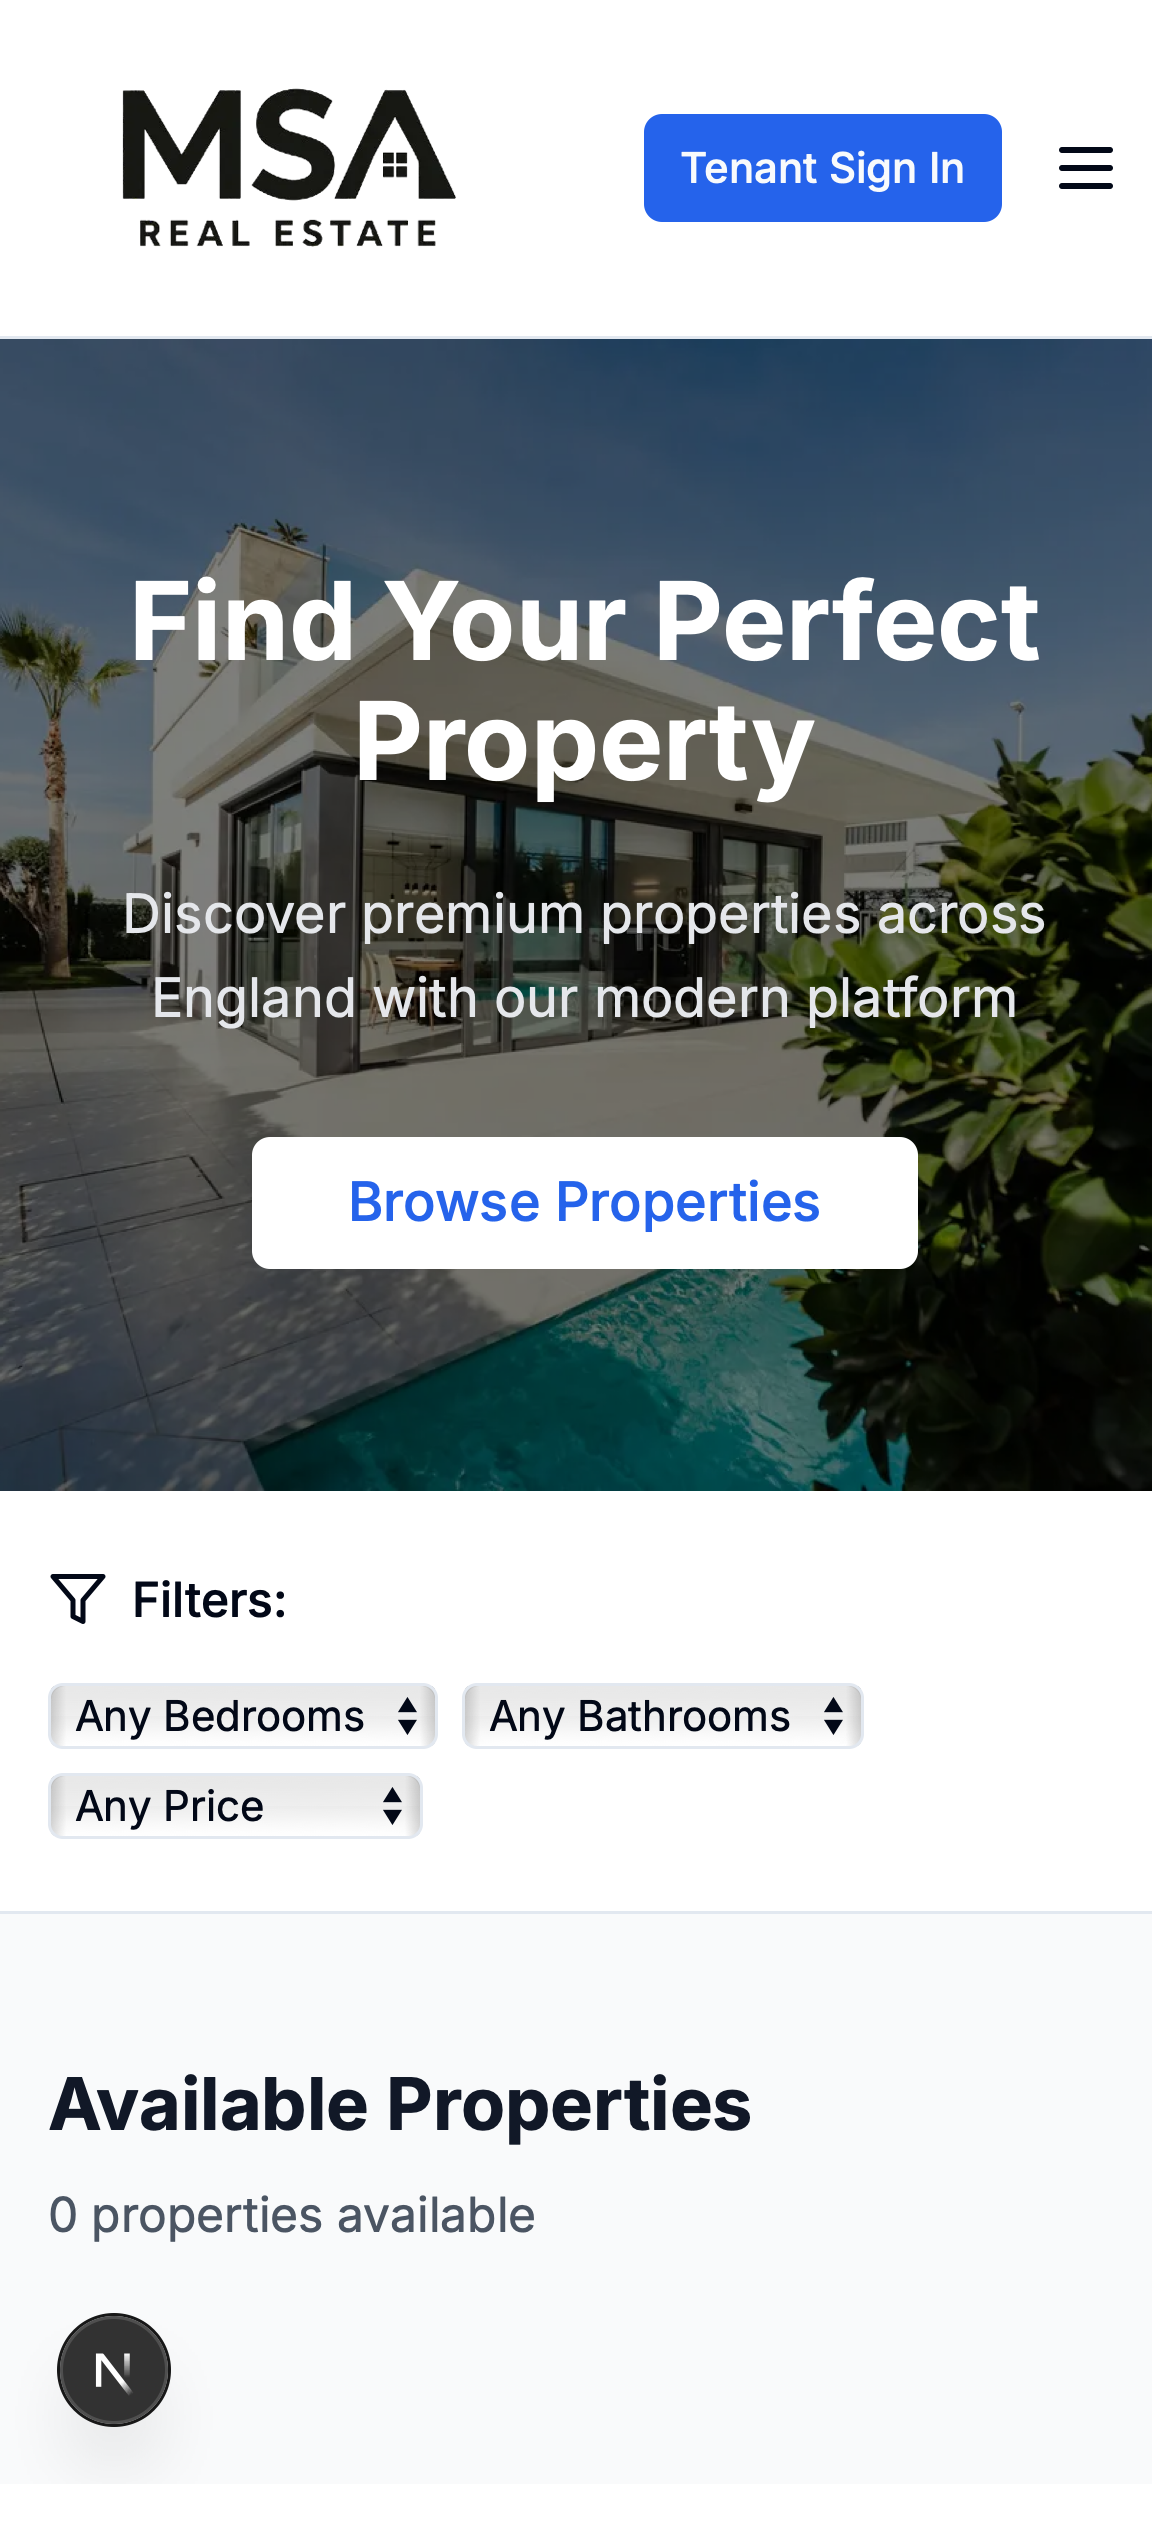 MSA
REAL ESTATE
Tenant Sign In
Find Your Perfect
Property
Discover premium properties across
England with our modern platform
Browse Properties
Filters:
Any Bedrooms
Any Bathrooms
Any Price
Available Properties
0 properties available
N